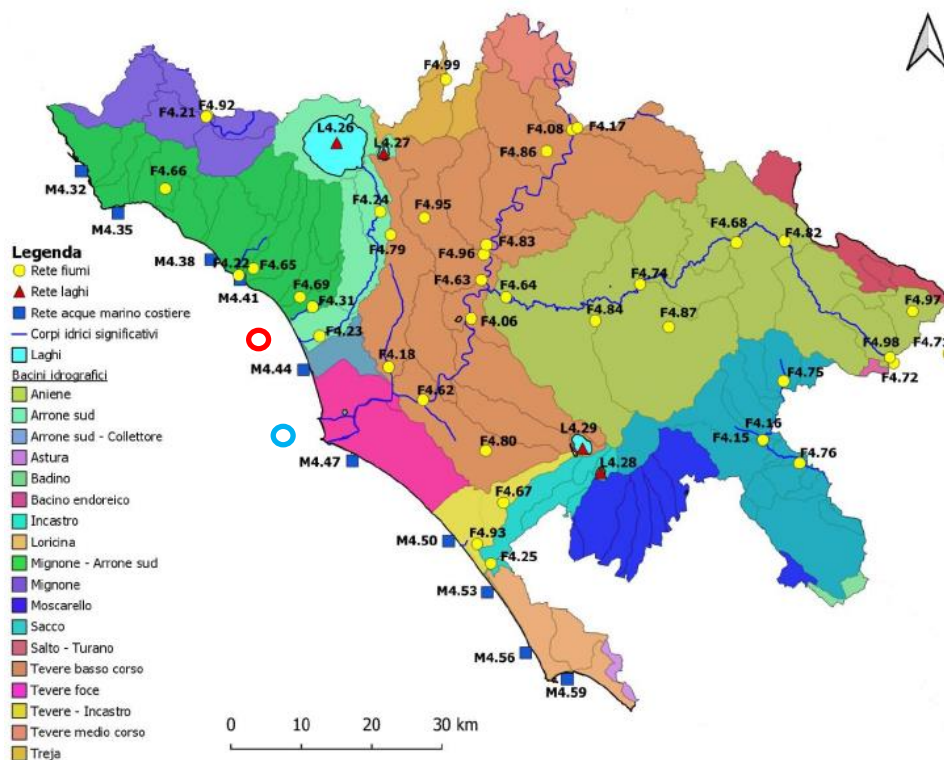 F4.99
F4.92
F4.21
L4.26
L4.27
F4.08
F4.17
F4.86
M4.32
F4.66
M4.35
F4.24
F4.95
F4.79
F4.83
F4.96
F4.68
F4.82
Legenda
Rete fiumi
Rete laghi
Rete acque marino costiere
Corpi idrici significativi
Laghi
Bacini idrografici
Aniene
Arrone sud
Arrone sud - Collettore
Astura
Badino
Bacino endoreico
Incastro
Loricina
Mignone - Arrone sud
Mignone
Moscarello
Sacco
Salto - Turano
Tevere basso corso
Tevere foce
Tevere - Incastro
Tevere medio corso
Treja
M4.38
F4.22
F4.65
M4.41
F4.69
F4.31
F4.63
F4.64
F4.74
F4.97
F4.23
F4.06
F4.84
F4.87
F4.98
F4.72
M4.44
F4.18
F4.62
F4.75
F4.16
F4.15
F4.76
M4.47
F4.80
L4.29
L4.28
F4.67
M4.50
F4.93
F4.25
M4.53
M4.56
M4.59
0 10 20 30 km